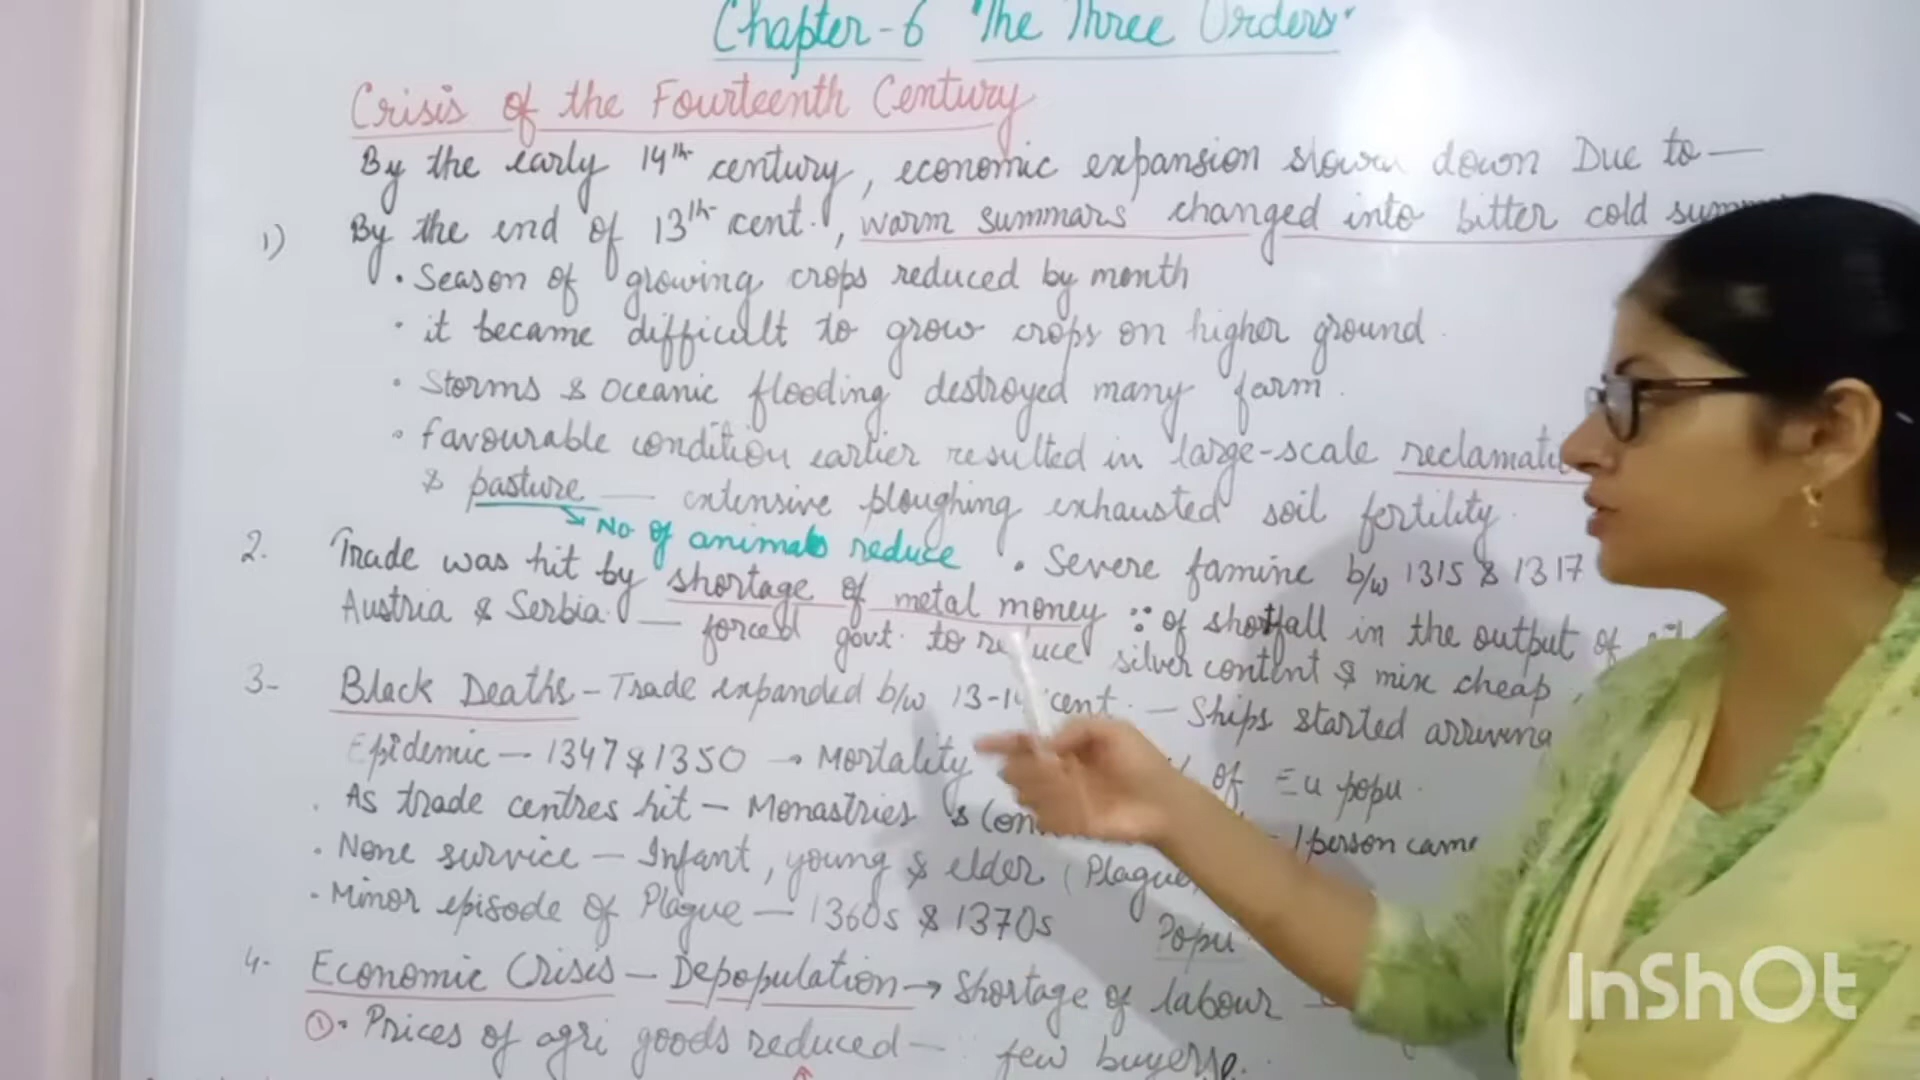 Chapter-6 "The Three Orders"
Crisis of the Fourteenth Century
By the early 14th century, economic expansion slown down Due to —
1) By the end of 13th cent., warm summars changed into bitter cold
• Season of growing crops reduced by month
• it became difficult to grow crops on higher ground.
• Storms & Oceanic flooding destroyed many farm.
• favourable condition earlier resulted in large-scale
& pasture — extensive ploughing exhausted soil fertility.
→ No of animals reduce • Severe famine b/w 1315 & 1317
2. Trade was hit by shortage of metal money ∵ of shortfall in the output of
Austria & Serbia. — forced govt. to reduce silver content & mix cheap
3- Black Deaths - Trade expanded b/w 13-14 cent. — Ships started arriving
Epidemic — 1347 & 1350 → Mortality of Eu popu.
. As trade centres hit — Monastries & 1 person came
. None survice — Infant, young & elder (Plague)
. Minor episode of Plague — 1360s & 1370s Popu
4- Economic Crisis — Depopulation → Shortage of labour
① • Prices of agri goods reduced — few buyers.
InShOt